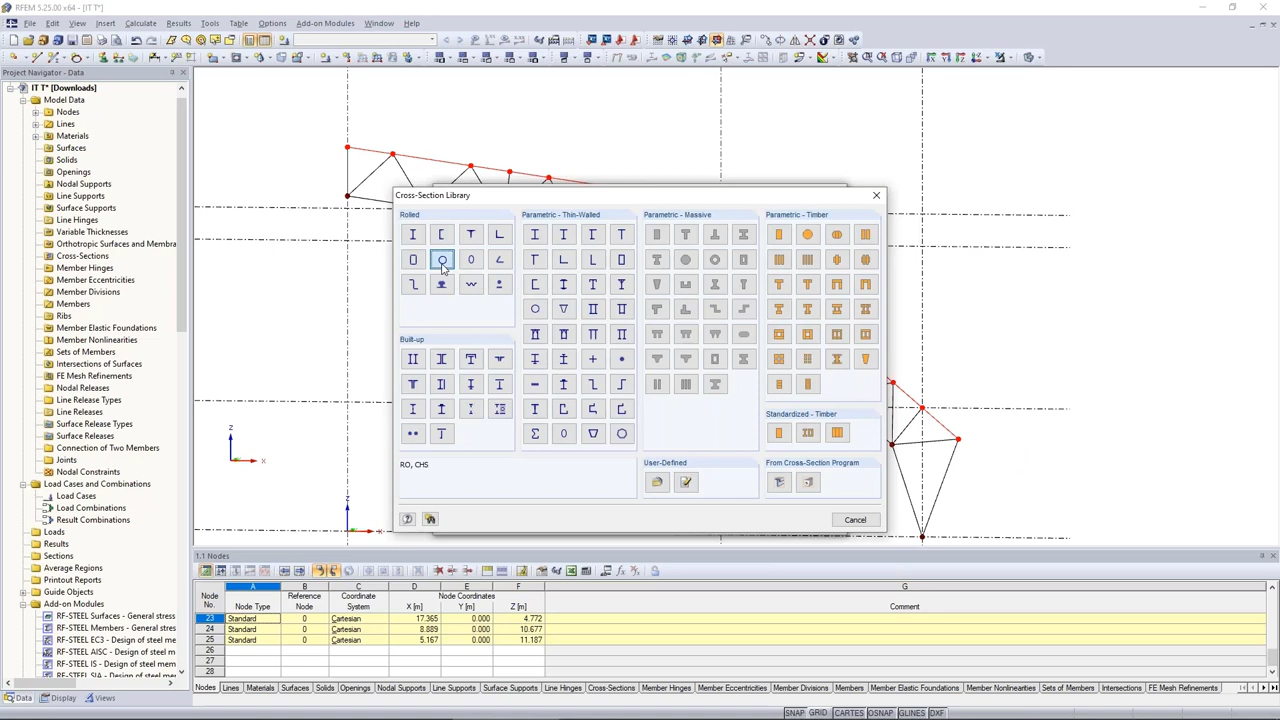 RFEM 5.25.00 x64 - [IT T*]
File Edit View Insert Calculate Results Tools Table Options Add-on Modules Window Help
Project Navigator - Data
IT T* [Downloads]
Model Data
Nodes
Lines
Materials
Surfaces
Solids
Openings
Nodal Supports
Line Supports
Surface Supports
Line Hinges
Variable Thicknesses
Orthotropic Surfaces and Membra
Cross-Sections
Member Hinges
Member Eccentricities
Member Divisions
Members
Ribs
Member Elastic Foundations
Member Nonlinearities
Sets of Members
Intersections of Surfaces
FE Mesh Refinements
Nodal Releases
Line Release Types
Line Releases
Surface Release Types
Surface Releases
Connection of Two Members
Joints
Nodal Constraints
Load Cases and Combinations
Load Cases
Load Combinations
Result Combinations
Loads
Results
Sections
Average Regions
Printout Reports
Guide Objects
Add-on Modules
RF-STEEL Surfaces - General stress
RF-STEEL Members - General stres
RF-STEEL EC3 - Design of steel me
RF-STEEL AISC - Design of steel m
RF-STEEL IS - Design of steel mem
RF-STEEL SIA - Design of steel me
Data Display Views
Cross-Section Library
Rolled
Parametric - Thin-Walled
Parametric - Massive
Parametric - Timber
Built-up
Standardized - Timber
RO, CHS
User-Defined
From Cross-Section Program
Cancel
Z
X
Z
X
1.1 Nodes
A B C D E F G
Node Reference Coordinate Node Coordinates
No. Node Type Node System X [m] Y [m] Z [m] Comment
23 Standard 0 Cartesian 17.365 0.000 4.772
24 Standard 0 Cartesian 8.889 0.000 10.677
25 Standard 0 Cartesian 5.167 0.000 11.187
26
27
28
Nodes Lines Materials Surfaces Solids Openings Nodal Supports Line Supports Surface Supports Line Hinges Cross-Sections Member Hinges Member Eccentricities Member Divisions Members Member Elastic Foundations Member Nonlinearities Sets of Members Intersections FE Mesh Refinements
SNAP GRID CARTES OSNAP GLINES DXF